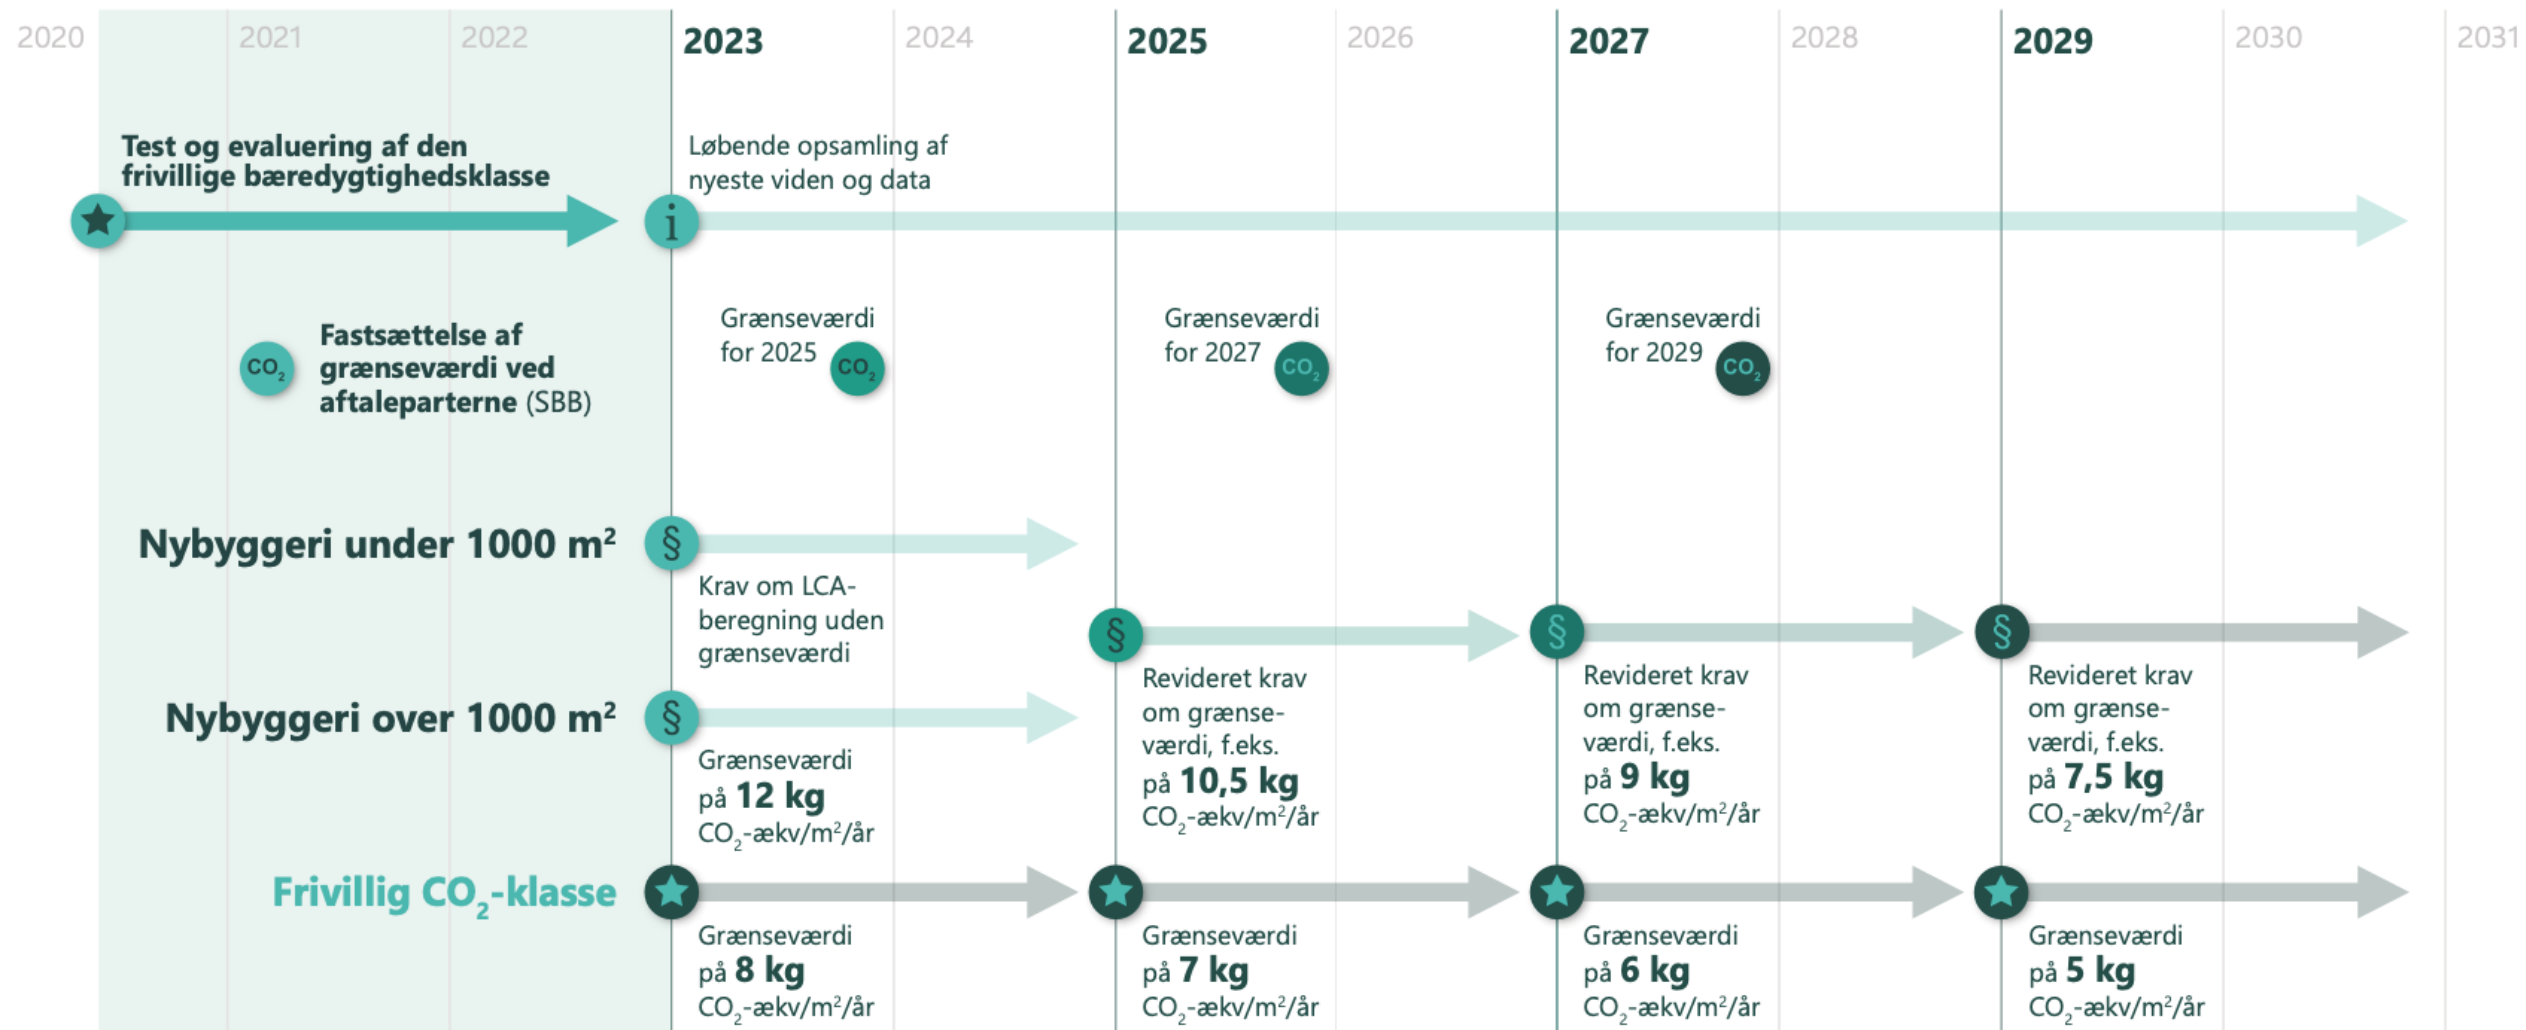 2020
2021
2022
2023
2024
2025
2026
2027
2028
2029
2030
2031
Test og evaluering af den
frivillige bæredygtighedsklasse
i
Løbende opsamling af
nyeste viden og data
CO₂
Fastsættelse af
grænseværdi ved
aftaleparterne (SBB)
Grænseværdi
for 2025
CO₂
Grænseværdi
for 2027
CO₂
Grænseværdi
for 2029
CO₂
Nybyggeri under 1000 m²
§
Krav om LCA-
beregning uden
grænseværdi
Nybyggeri over 1000 m²
§
Grænseværdi
på 12 kg
CO₂-ækv/m²/år
§
Revideret krav
om grænse-
værdi, f.eks.
på 10,5 kg
CO₂-ækv/m²/år
§
Revideret krav
om grænse-
værdi, f.eks.
på 9 kg
CO₂-ækv/m²/år
§
Revideret krav
om grænse-
værdi, f.eks.
på 7,5 kg
CO₂-ækv/m²/år
Frivillig CO₂-klasse
Grænseværdi
på 8 kg
CO₂-ækv/m²/år
Grænseværdi
på 7 kg
CO₂-ækv/m²/år
Grænseværdi
på 6 kg
CO₂-ækv/m²/år
Grænseværdi
på 5 kg
CO₂-ækv/m²/år